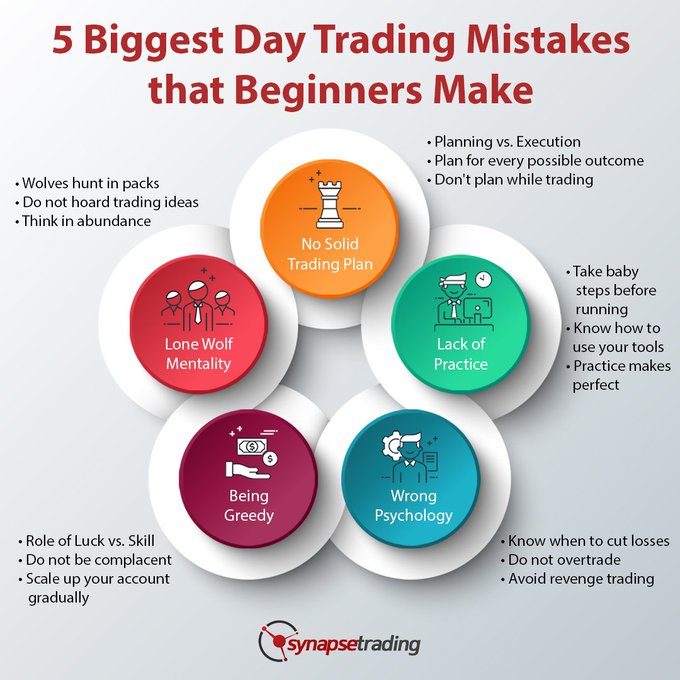 5 Biggest Day Trading Mistakes
that Beginners Make
• Planning vs. Execution
• Plan for every possible outcome
• Don't plan while trading
No Solid
Trading Plan
• Wolves hunt in packs
• Do not hoard trading ideas
• Think in abundance
Lone Wolf
Mentality
Lack of
Practice
• Take baby
steps before
running
• Know how to
use your tools
• Practice makes
perfect
Being
Greedy
• Role of Luck vs. Skill
• Do not be complacent
• Scale up your account
gradually
Wrong
Psychology
• Know when to cut losses
• Do not overtrade
• Avoid revenge trading
synapsetrading